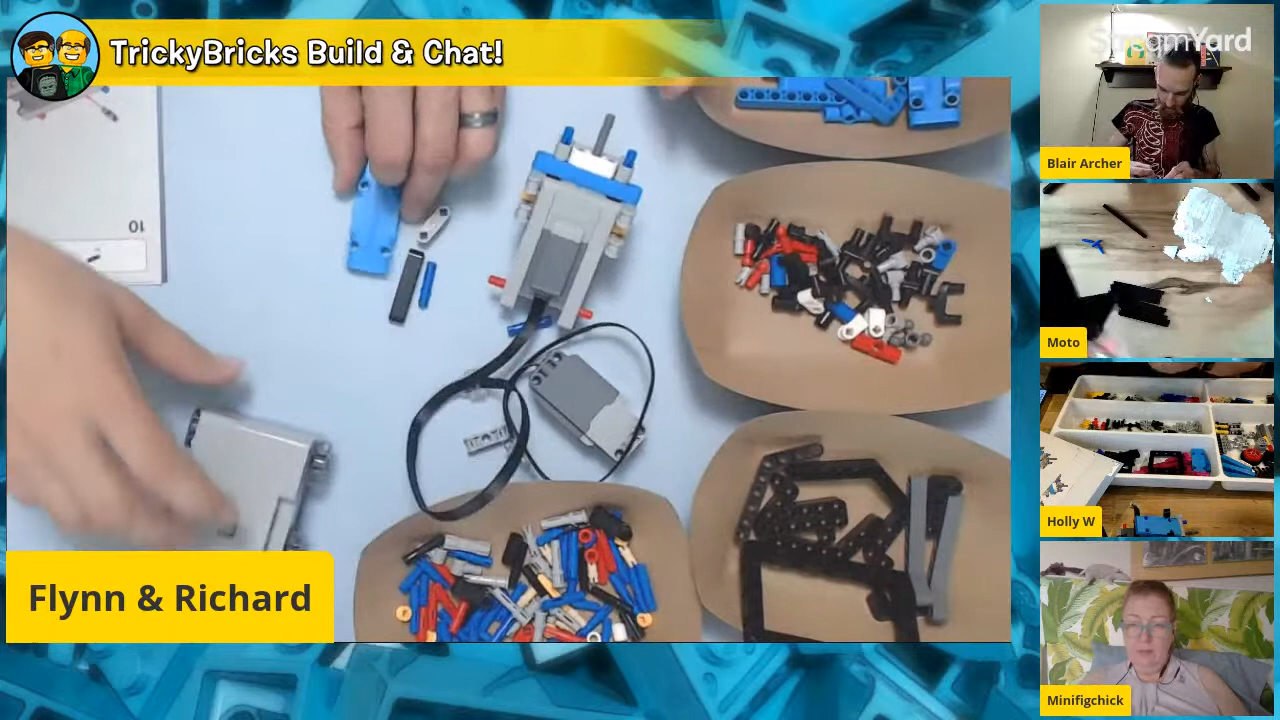 TrickyBricks Build & Chat!
StreamYard
Blair Archer
Moto
Holly W
Minifigchick
Flynn & Richard
10